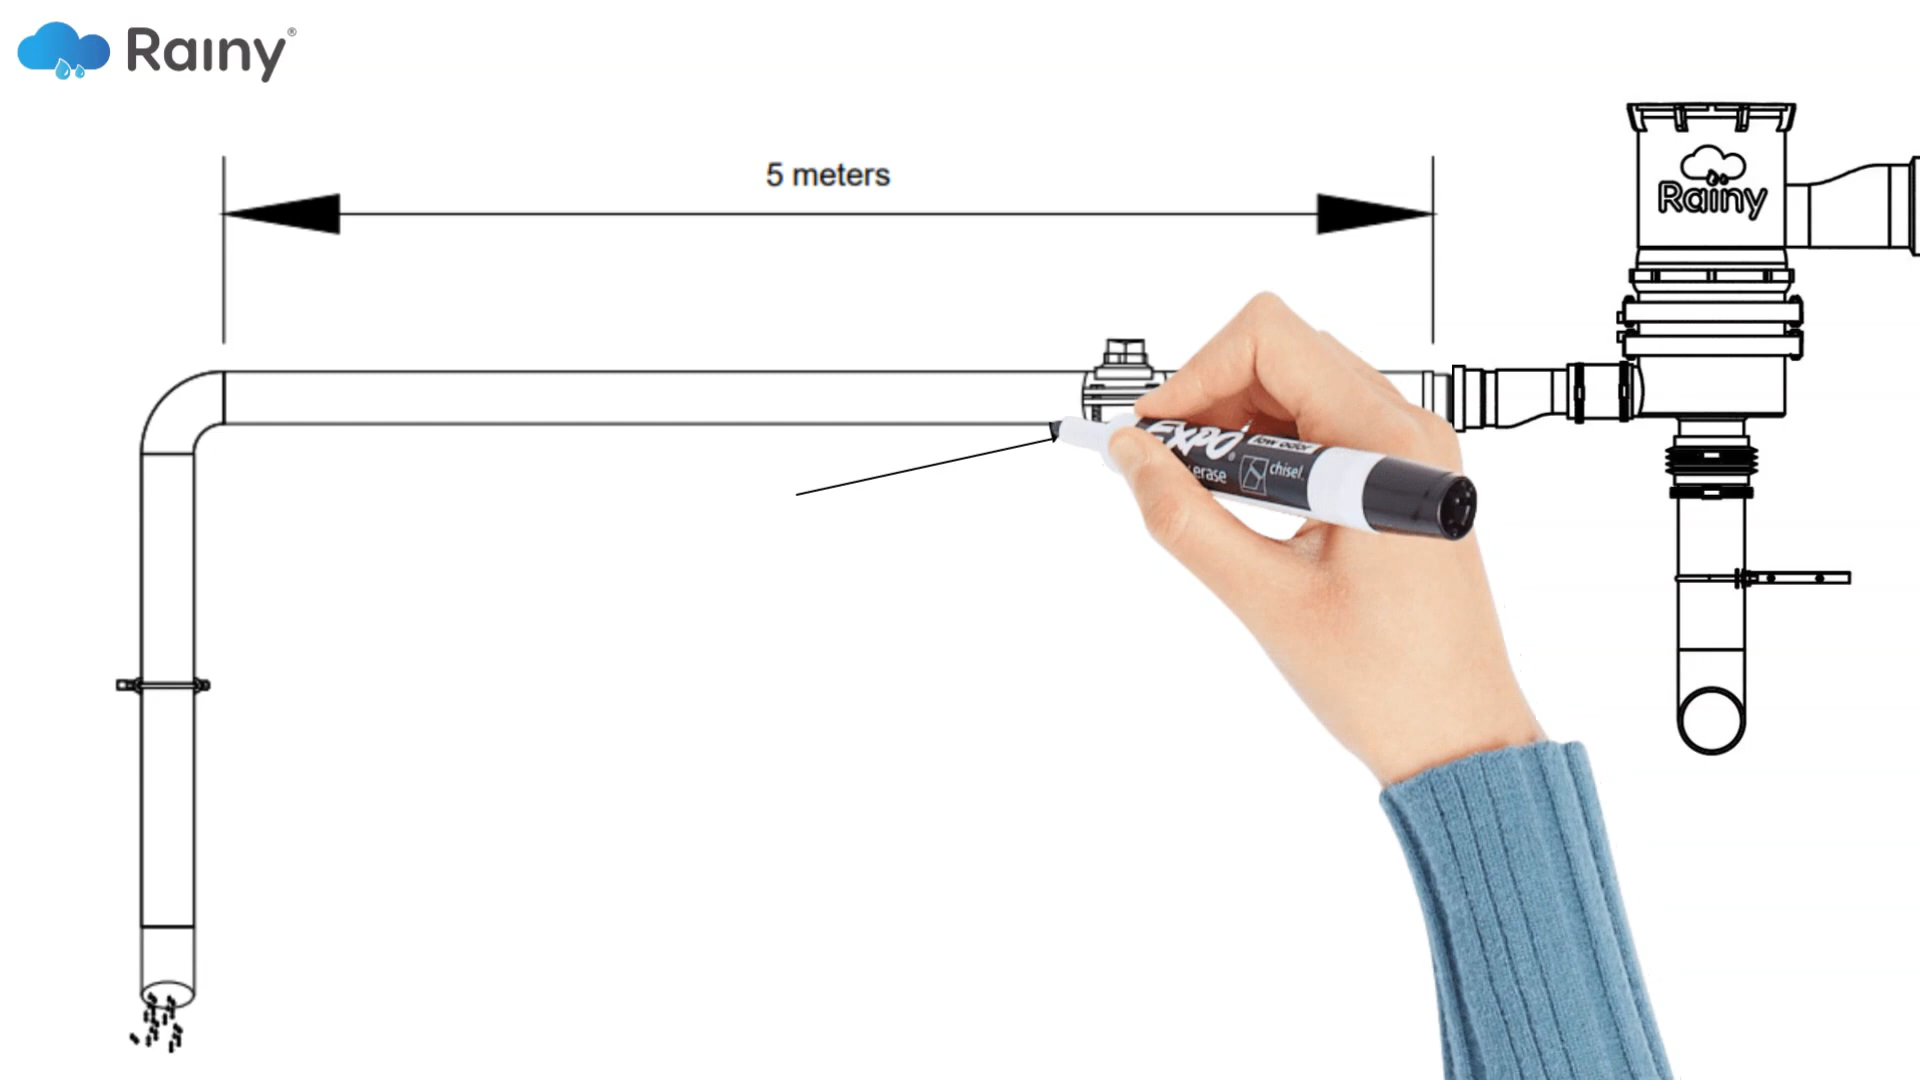 Rainy®
5 meters
Rainy
EXPO®
low odor
erase
chisel